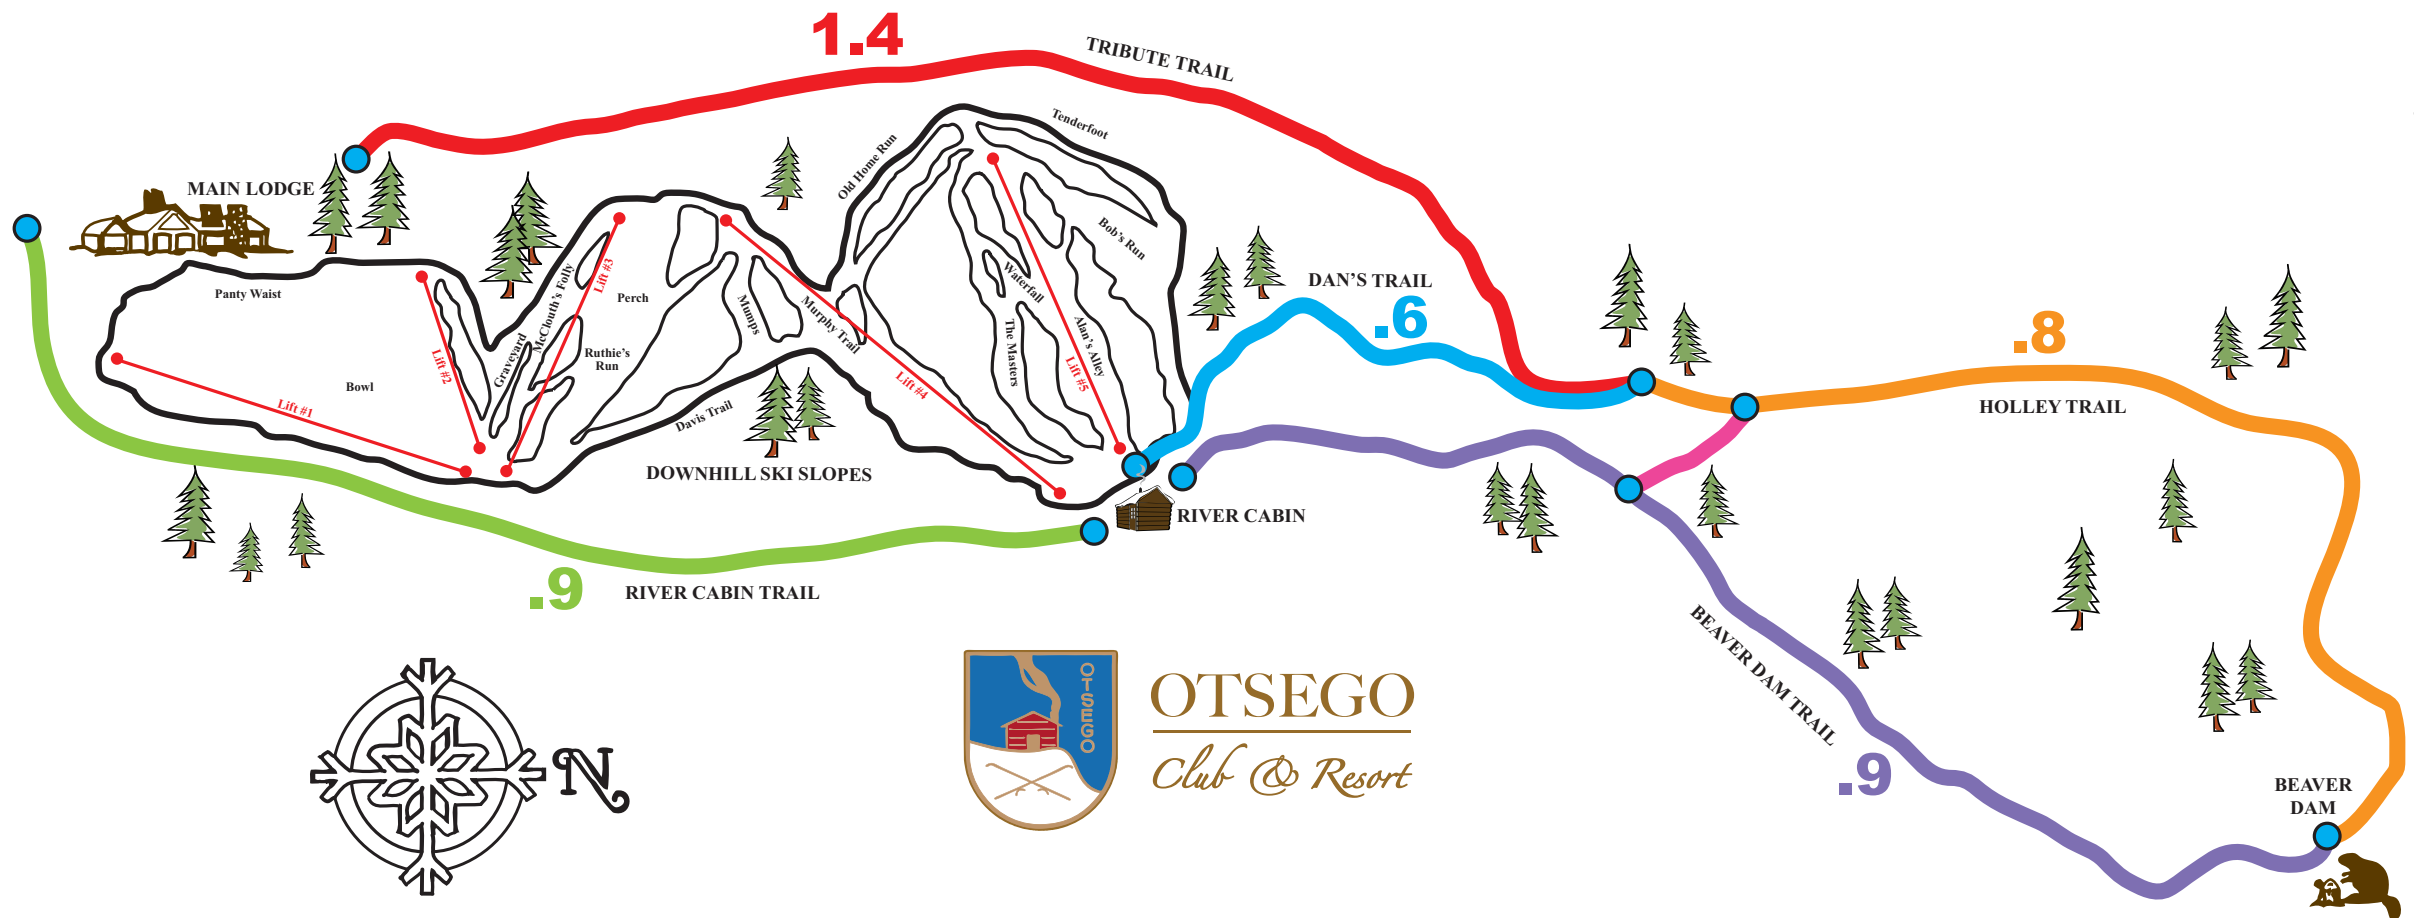 1.4
TRIBUTE TRAIL
Tenderfoot
Old Home Run
MAIN LODGE
Bob's Run
McClouth's Folly
Lift #3
DAN'S TRAIL
.6
Panty Waist
Perch
Waterfall
Mumps
Murphy Trail
.8
Graveyard
Ruthie's
Run
The Masters
Alan's Alley
Lift #2
Lift #5
Bowl
Lift #4
HOLLEY TRAIL
Lift #1
Davis Trail
DOWNHILL SKI SLOPES
RIVER CABIN
.9
RIVER CABIN TRAIL
BEAVER DAM TRAIL
.9
BEAVER
DAM
N
OTSEGO
OTSEGO
Club & Resort